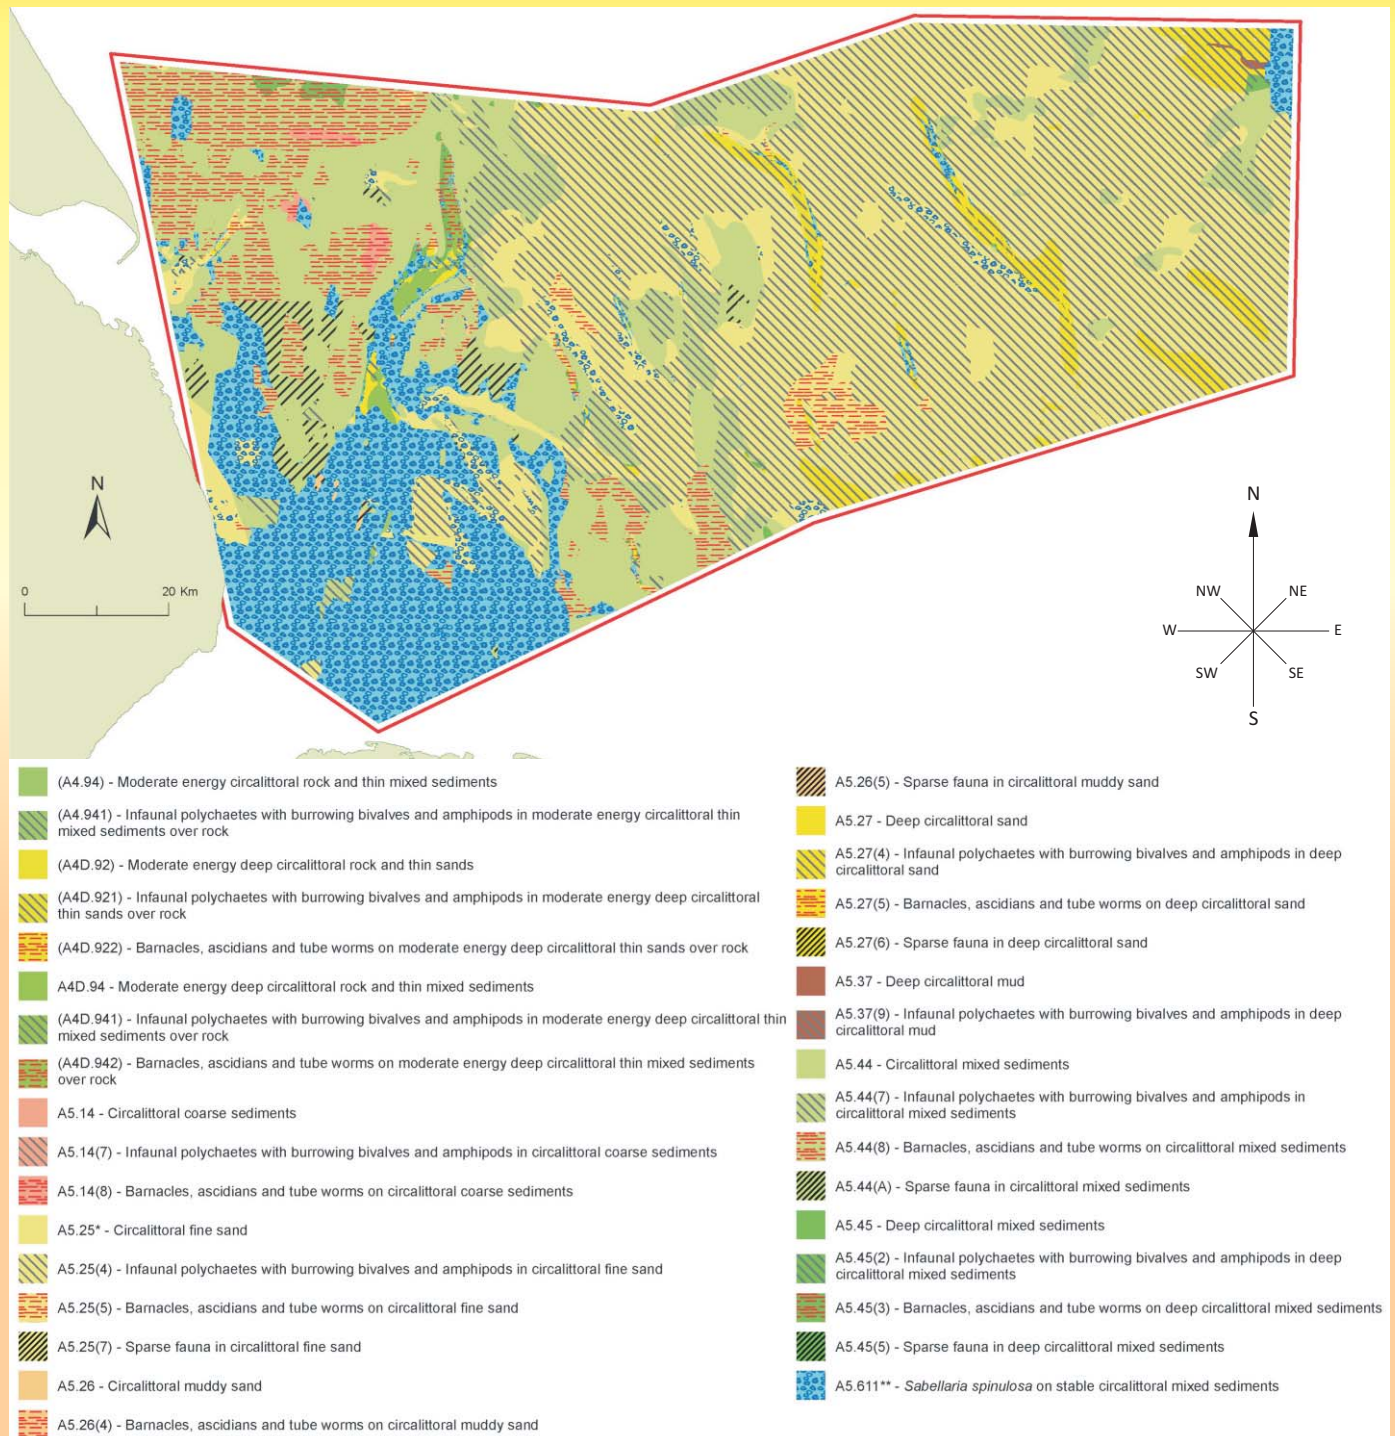 N
0
20 Km
N
NW
NE
W
E
SW
SE
S
(A4.94) - Moderate energy circalittoral rock and thin mixed sediments
(A4.941) - Infaunal polychaetes with burrowing bivalves and amphipods in moderate energy circalittoral thin
mixed sediments over rock
(A4D.92) - Moderate energy deep circalittoral rock and thin sands
(A4D.921) - Infaunal polychaetes with burrowing bivalves and amphipods in moderate energy deep circalittoral
thin sands over rock
(A4D.922) - Barnacles, ascidians and tube worms on moderate energy deep circalittoral thin sands over rock
A4D.94 - Moderate energy deep circalittoral rock and thin mixed sediments
(A4D.941) - Infaunal polychaetes with burrowing bivalves and amphipods in moderate energy deep circalittoral thin
mixed sediments over rock
(A4D.942) - Barnacles, ascidians and tube worms on moderate energy deep circalittoral thin mixed sediments
over rock
A5.14 - Circalittoral coarse sediments
A5.14(7) - Infaunal polychaetes with burrowing bivalves and amphipods in circalittoral coarse sediments
A5.14(8) - Barnacles, ascidians and tube worms on circalittoral coarse sediments
A5.25* - Circalittoral fine sand
A5.25(4) - Infaunal polychaetes with burrowing bivalves and amphipods in circalittoral fine sand
A5.25(5) - Barnacles, ascidians and tube worms on circalittoral fine sand
A5.25(7) - Sparse fauna in circalittoral fine sand
A5.26 - Circalittoral muddy sand
A5.26(4) - Barnacles, ascidians and tube worms on circalittoral muddy sand
A5.26(5) - Sparse fauna in circalittoral muddy sand
A5.27 - Deep circalittoral sand
A5.27(4) - Infaunal polychaetes with burrowing bivalves and amphipods in deep
circalittoral sand
A5.27(5) - Barnacles, ascidians and tube worms on deep circalittoral sand
A5.27(6) - Sparse fauna in deep circalittoral sand
A5.37 - Deep circalittoral mud
A5.37(9) - Infaunal polychaetes with burrowing bivalves and amphipods in deep
circalittoral mud
A5.44 - Circalittoral mixed sediments
A5.44(7) - Infaunal polychaetes with burrowing bivalves and amphipods in
circalittoral mixed sediments
A5.44(8) - Barnacles, ascidians and tube worms on circalittoral mixed sediments
A5.44(A) - Sparse fauna in circalittoral mixed sediments
A5.45 - Deep circalittoral mixed sediments
A5.45(2) - Infaunal polychaetes with burrowing bivalves and amphipods in deep
circalittoral mixed sediments
A5.45(3) - Barnacles, ascidians and tube worms on deep circalittoral mixed sediments
A5.45(5) - Sparse fauna in deep circalittoral mixed sediments
A5.611** - Sabellaria spinulosa on stable circalittoral mixed sediments